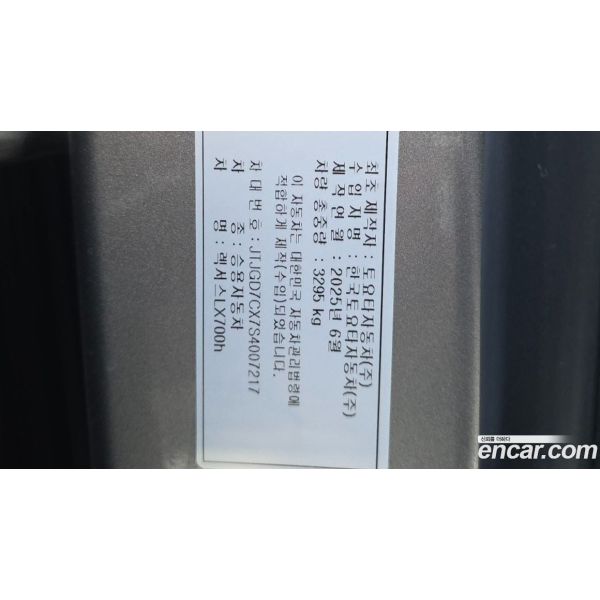 최초 제작자 : 토요타자동차(수)
수 입 자 명 : 한국토요타자동차(주)
제 작 연 월 : 2025년 6월
차량 총중량 : 3295 kg
이 자동차는 대한민국 자동차관리법령에
적합하게 제작(수입)되었습니다.
차 대 번 호 : JTJGD7CX7S4007217
차 종 : 승용자동차
차 명 : 렉서스LX700h
신뢰를 더하다
encar.com